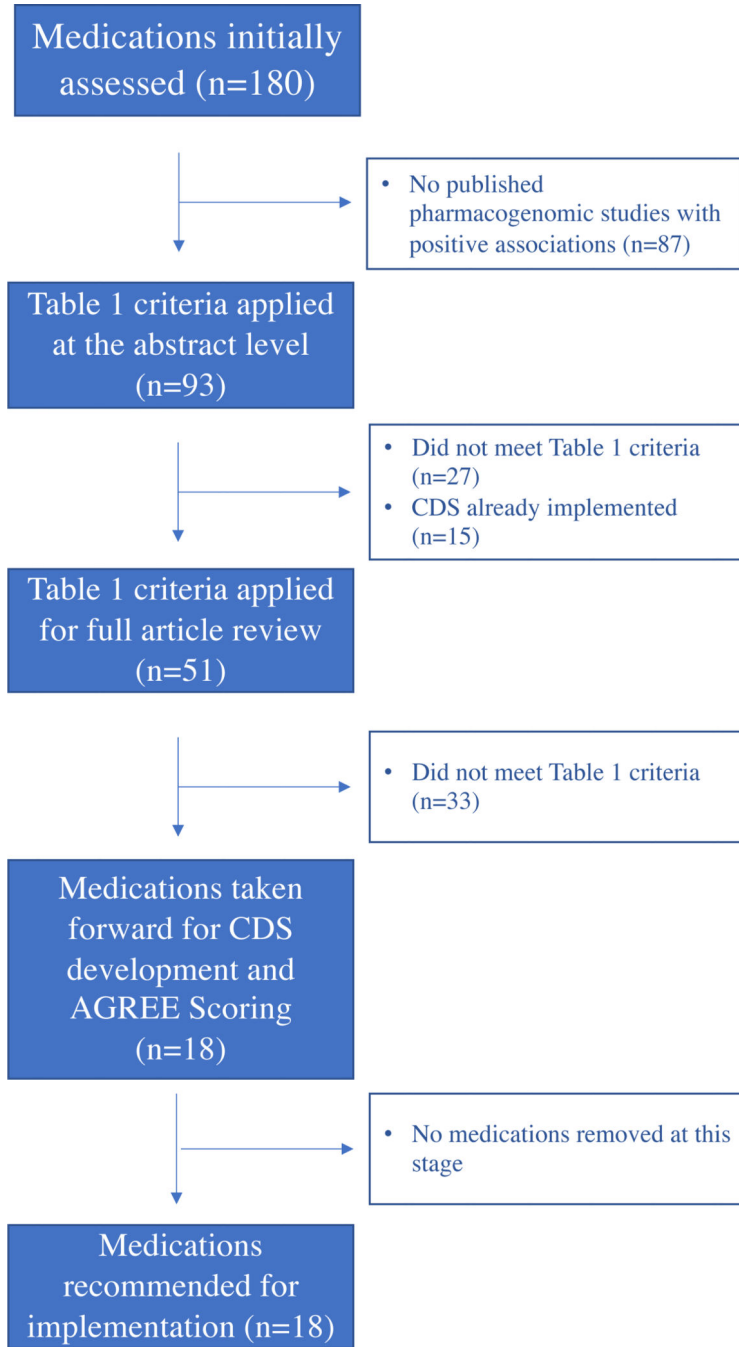 Medications initially
assessed (n=180)
• No published
pharmacogenomic studies with
positive associations (n=87)
Table 1 criteria applied
at the abstract level
(n=93)
• Did not meet Table 1 criteria
(n=27)
• CDS already implemented
(n=15)
Table 1 criteria applied
for full article review
(n=51)
• Did not meet Table 1 criteria
(n=33)
Medications taken
forward for CDS
development and
AGREE Scoring
(n=18)
• No medications removed at this
stage
Medications
recommended for
implementation (n=18)